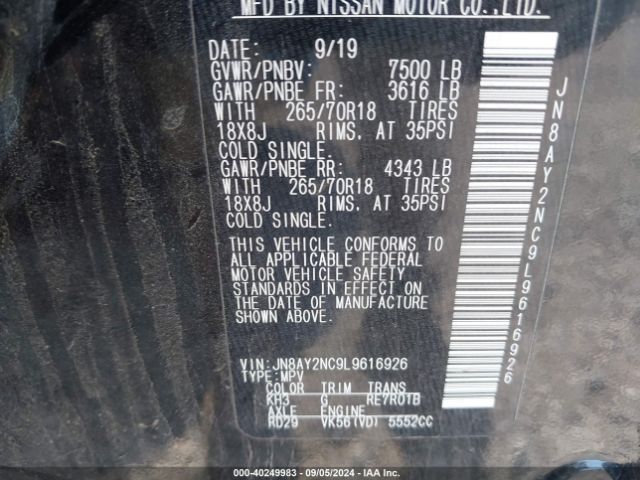 MFD BY NISSAN MOTOR CO.,LTD.
DATE: 9/19
GVWR/PNBV: 7500 LB
GAWR/PNBE FR: 3616 LB
WITH 265/70R18 TIRES
18X8J RIMS. AT 35PSI
COLD SINGLE.
GAWR/PNBE RR: 4343 LB
WITH 265/70R18 TIRES
18X8J RIMS. AT 35PSI
COLD SINGLE.
THIS VEHICLE CONFORMS TO
ALL APPLICABLE FEDERAL
MOTOR VEHICLE SAFETY
STANDARDS IN EFFECT ON
THE DATE OF MANUFACTURE
SHOWN ABOVE.
VIN:JN8AY2NC9L9616926
TYPE:MPV
COLOR TRIM TRANS
KH3 G RE7R01B
AXLE ENGINE
RD29 VK56(VD) 5552CC
JN8AY2NC9L9616926
000-40249983 - 09/05/2024 - IAA Inc.